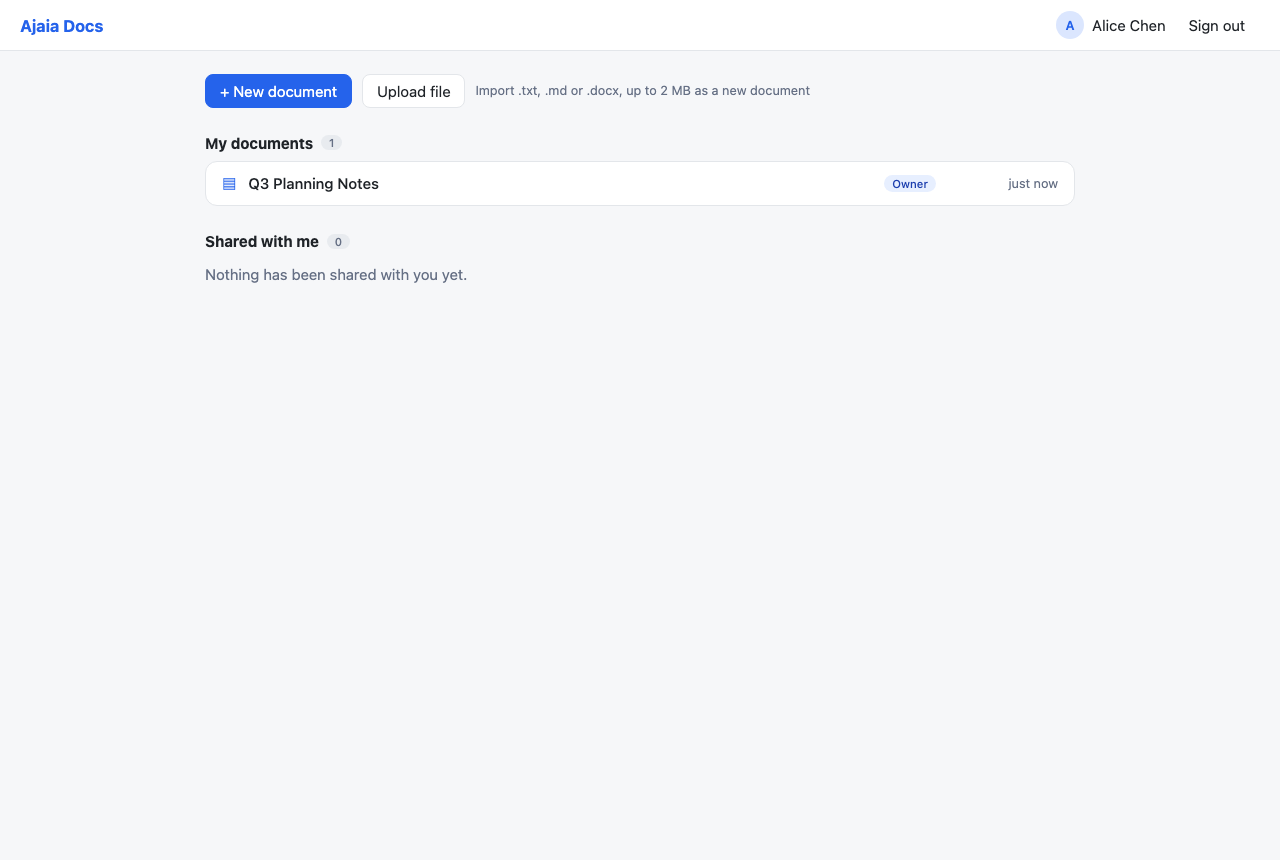 Ajaia Docs
A Alice Chen Sign out
+ New document Upload file Import .txt, .md or .docx, up to 2 MB as a new document
My documents 1
Q3 Planning Notes Owner just now
Shared with me 0
Nothing has been shared with you yet.